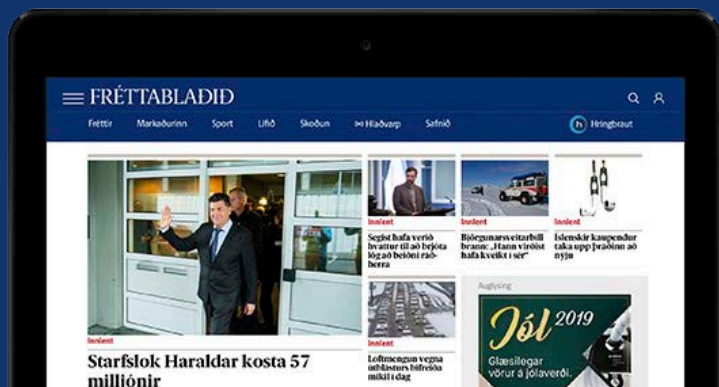 FRÉTTABLAÐIÐ
Fréttir Markaðurinn Sport Lífið Skoðun Hlaðvarp Safnið
h Hringbraut
Innlent
Starfslok Haraldar kosta 57
milljónir
Innlent
Segist hafa verið
hvattur til að brjóta
lög að beiðni ráð-
herra
Innlent
Björgunarsveitarbíll
brann: „Hann virðist
hafa kveikt í sér“
Innlent
Íslenskir kaupendur
taka upp þráðinn að
nýju
Innlent
Loftmengun vegna
útblásturs bifreiða
mikil í dag
Auglýsing
Jól 2019
Glæsilegar
vörur á jólaverði.